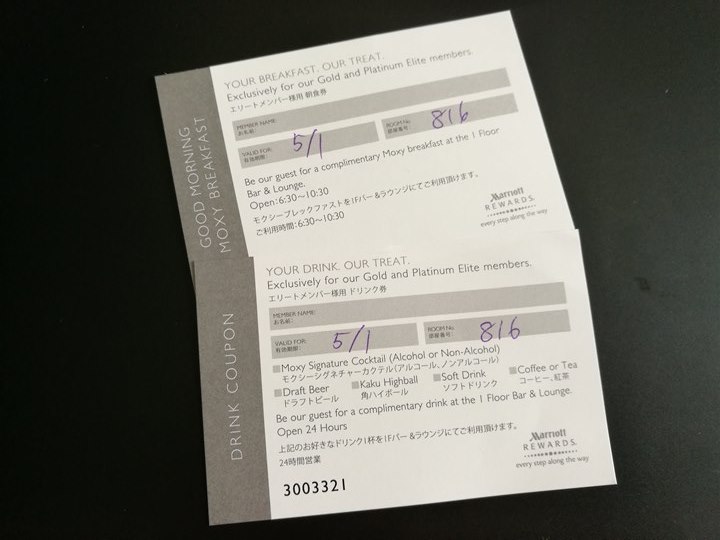 GOOD MORNING
MOXY BREAKFAST
YOUR BREAKFAST. OUR TREAT.
Exclusively for our Gold and Platinum Elite members.
エリートメンバー様用 朝食券
MEMBER NAME:
お名前:
VALID FOR: 5/1 ROOM No. 816
有効期限: 部屋番号:
Be our guest for a complimentary Moxy breakfast at the 1 Floor
Bar & Lounge.
Open:6:30〜10:30
モクシーブレックファストを1Fバー&ラウンジにてご利用頂けます。
ご利用時間:6:30〜10:30
Marriott
REWARDS.
every step along the way
DRINK COUPON
YOUR DRINK. OUR TREAT.
Exclusively for our Gold and Platinum Elite members.
エリートメンバー様用 ドリンク券
MEMBER NAME:
お名前:
VALID FOR: 5/1 ROOM No. 816
有効期限: 部屋番号:
Moxy Signature Cocktail (Alcohol or Non-Alcohol)
モクシーシグネチャーカクテル(アルコール、ノンアルコール)
Draft Beer Kaku Highball Soft Drink Coffee or Tea
ドラフトビール 角ハイボール ソフトドリンク コーヒー、紅茶
Be our guest for a complimentary drink at the 1 Floor Bar & Lounge.
Open 24 Hours
上記のお好きなドリンク1杯を1Fバー&ラウンジにてご利用頂けます。
24時間営業
Marriott
REWARDS.
every step along the way
3003321